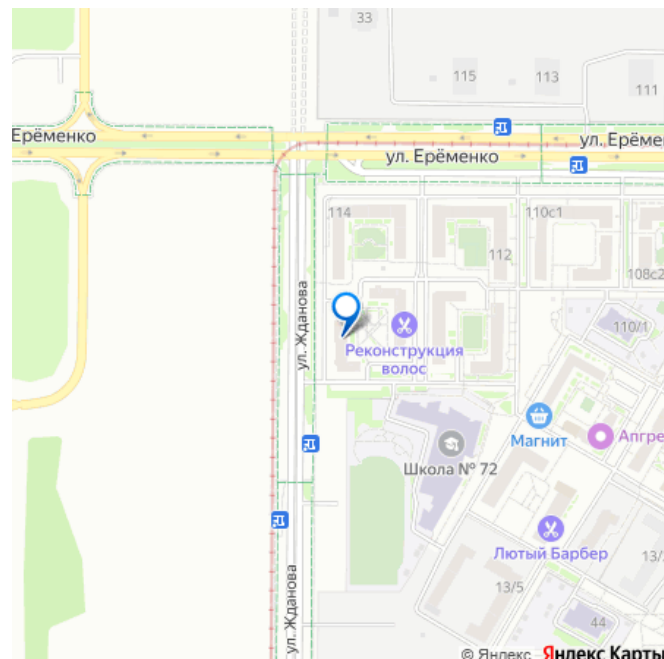 33
115
113
111
Ерёменко
ул. Ерёменко
ул. Ерёмен
114
110с1
112
108с2
ул. Жданова
110/1
Реконструкция
волос
Магнит
Апгре
Школа № 72
Лютый Барбер
13/
13/5
44
ул. Жданова
© Яндекс Яндекс Карты